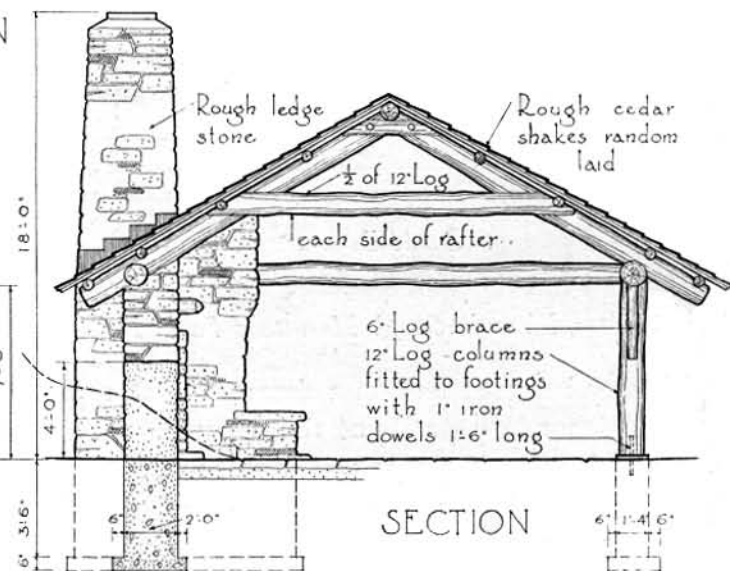 Rough ledge
stone
Rough cedar
shakes random
laid
½ of 12" Log
each side of rafter
18'-0"
6" Log brace
12" Log columns
fitted to footings
with 1" iron
dowels 1'-6" long
4'-0"
3'6"
6"
6" 2'-0"
SECTION
6" 1'-4" 6"